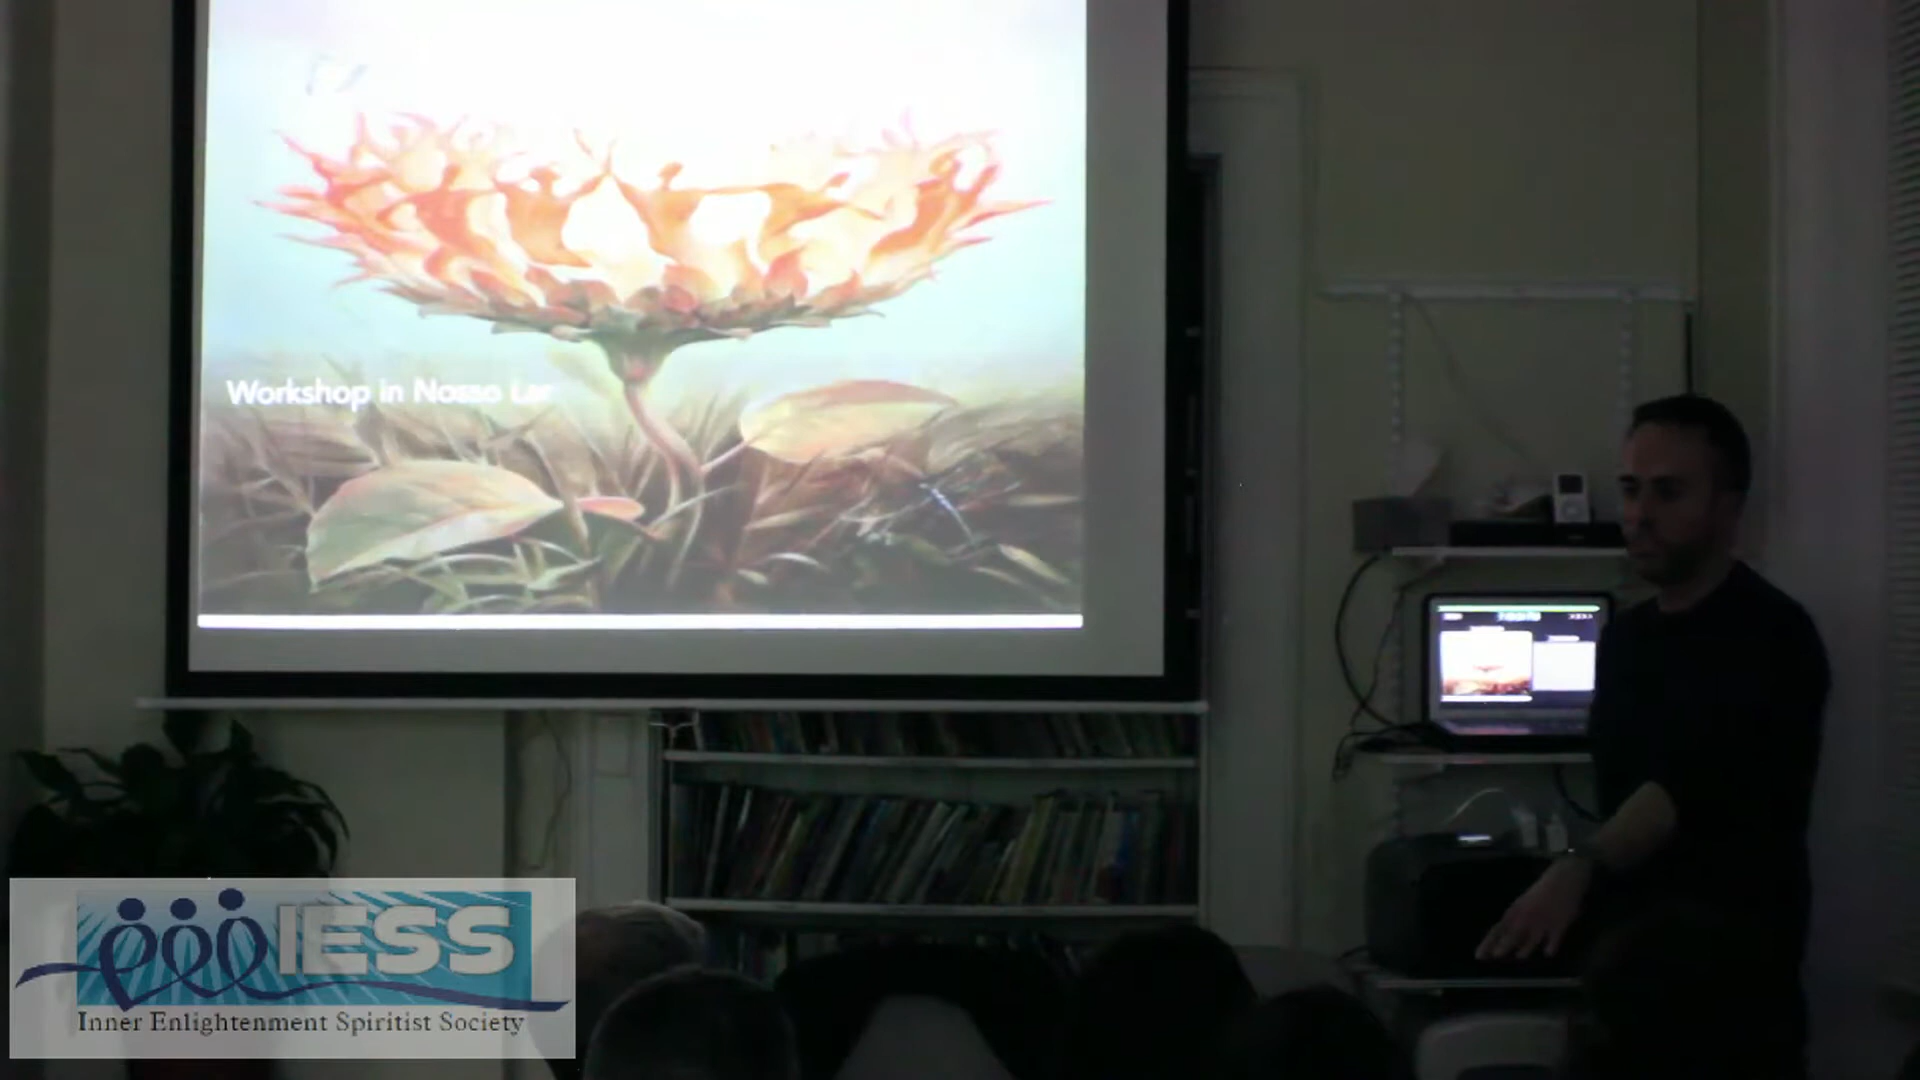 Workshop in Nosso Lar
IESS
Inner Enlightenment Spiritist Society